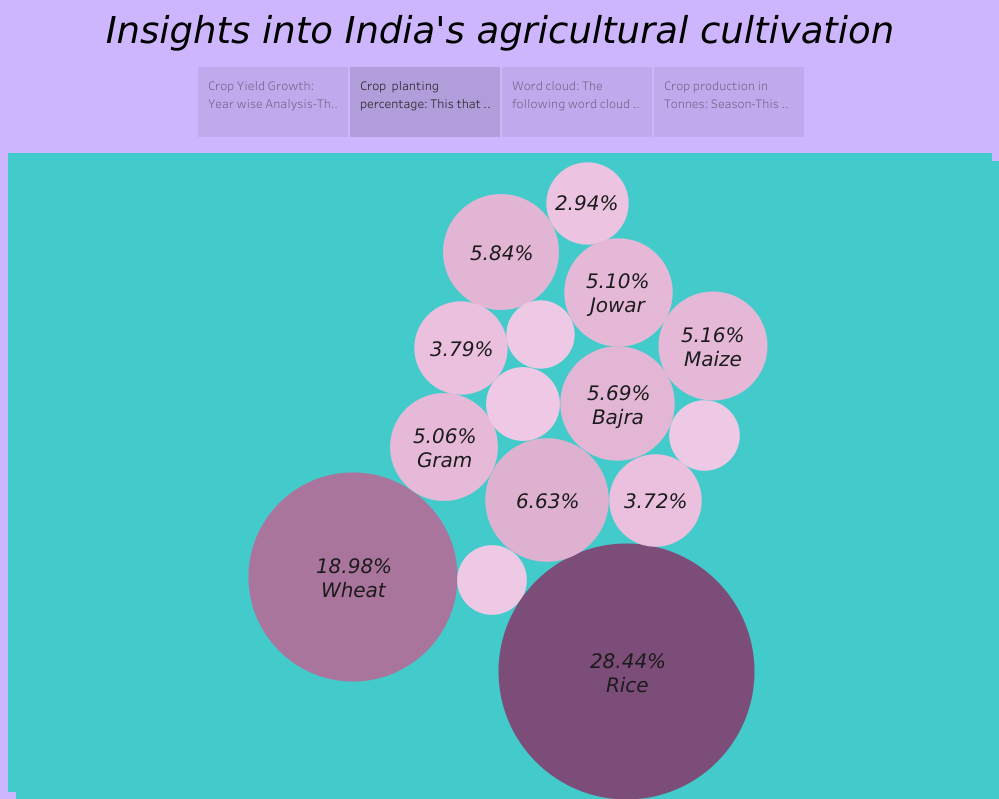 Insights into India's agricultural cultivation
Crop Yield Growth:
Year wise Analysis-Th..
Crop planting
percentage: This that ..
Word cloud: The
following word cloud ..
Crop production in
Tonnes: Season-This ..
2.94%
5.84%
5.10%
Jowar
5.16%
Maize
3.79%
5.69%
Bajra
5.06%
Gram
6.63%
3.72%
18.98%
Wheat
28.44%
Rice